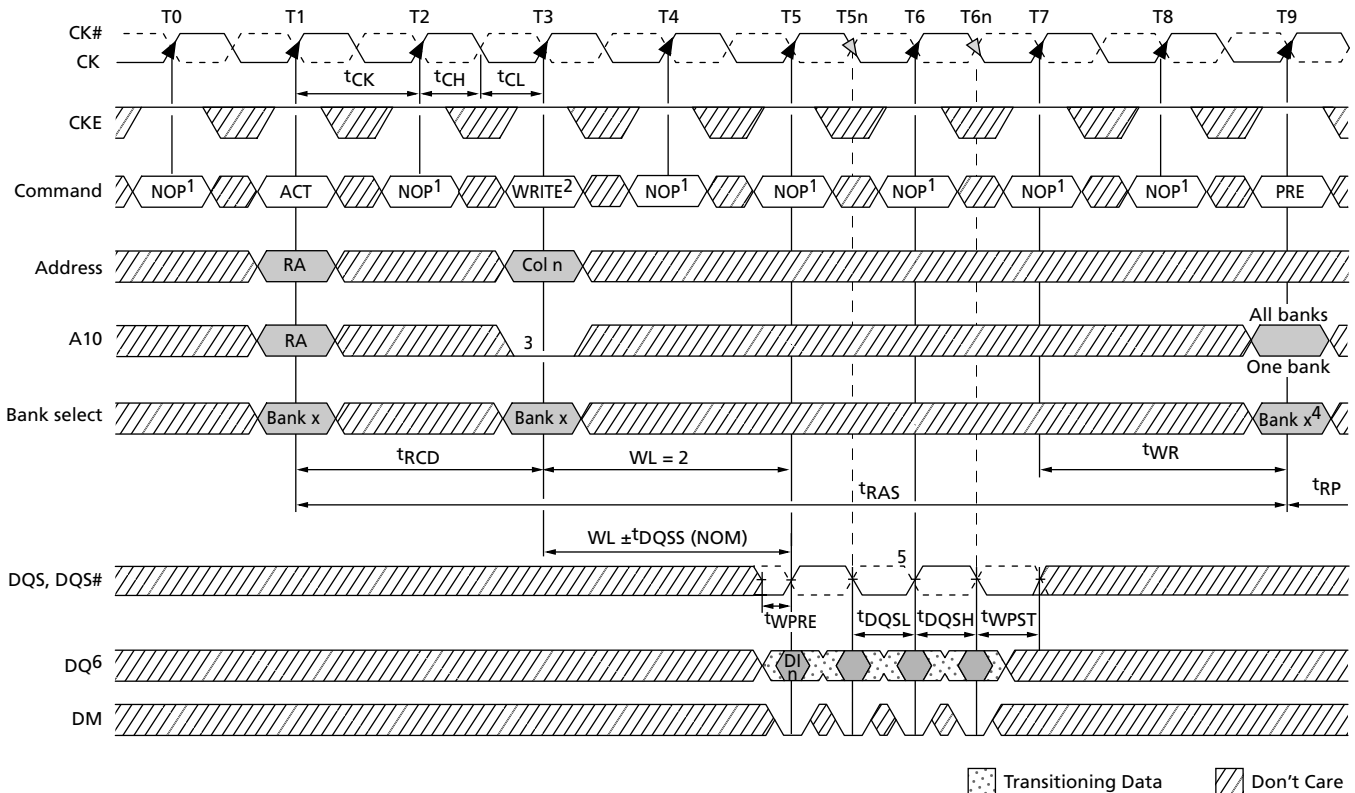 T0 T1 T2 T3 T4 T5 T5n T6 T6n T7 T8 T9
CK#
CK
tCK tCH tCL
CKE
Command NOP1 ACT NOP1 WRITE2 NOP1 NOP1 NOP1 NOP1 NOP1 PRE
Address RA Col n
All banks
A10 RA 3
One bank
Bank select Bank x Bank x Bank x4
tRCD WL = 2 tWR
tRAS tRP
WL ±tDQSS (NOM) 5
DQS, DQS#
tWPRE tDQSL tDQSH tWPST
DQ6 DI
n
DM
Transitioning Data Don't Care